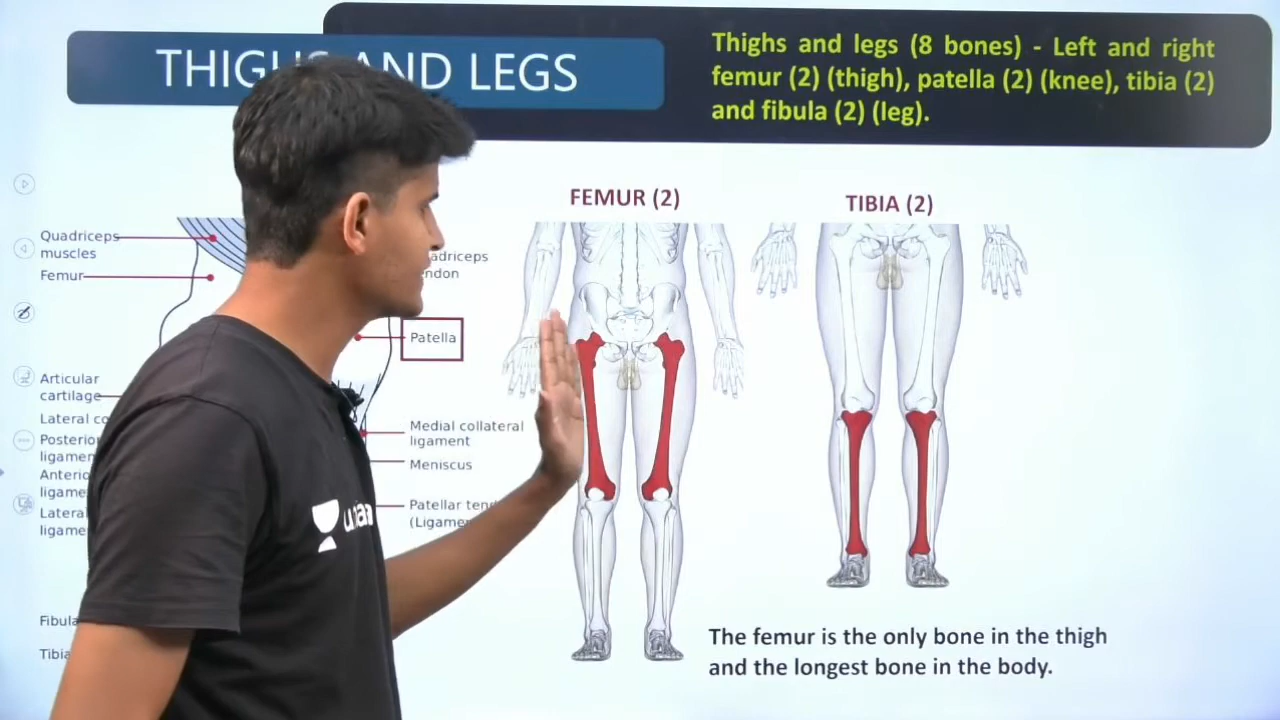 THIGHS AND LEGS
Thighs and legs (8 bones) - Left and right
femur (2) (thigh), patella (2) (knee), tibia (2)
and fibula (2) (leg).
Quadriceps
muscles
Femur
Patella
Articular
cartilage
Lateral
Medial collateral
ligament
Meniscus
Lateral
FEMUR (2)
TIBIA (2)
The femur is the only bone in the thigh
and the longest bone in the body.